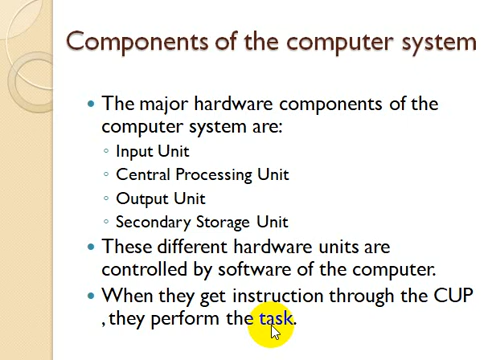 Components of the computer system
• The major hardware components of the
computer system are:
◦ Input Unit
◦ Central Processing Unit
◦ Output Unit
◦ Secondary Storage Unit
• These different hardware units are
controlled by software of the computer.
• When they get instruction through the CUP
, they perform the task.